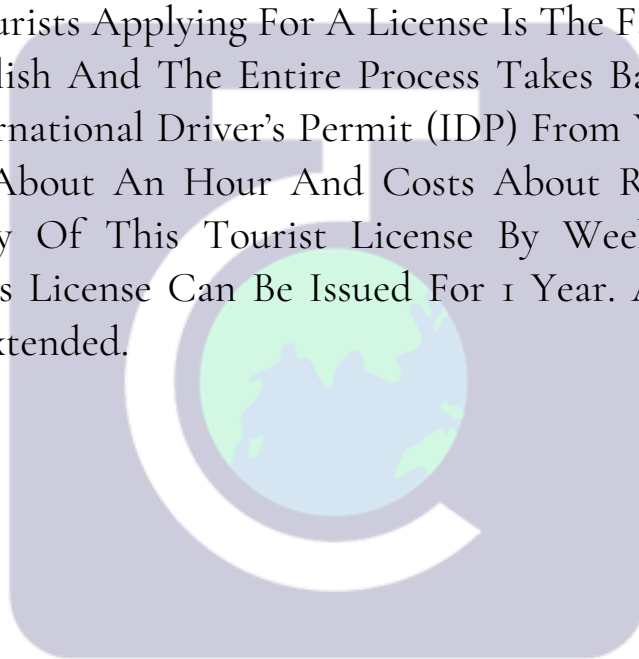 urists Applying For A License Is The F
lish And The Entire Process Takes Ba
rnational Driver's Permit (IDP) From
About An Hour And Costs About R
y Of This Tourist License By Wee
s License Can Be Issued For 1 Year.
xtended.